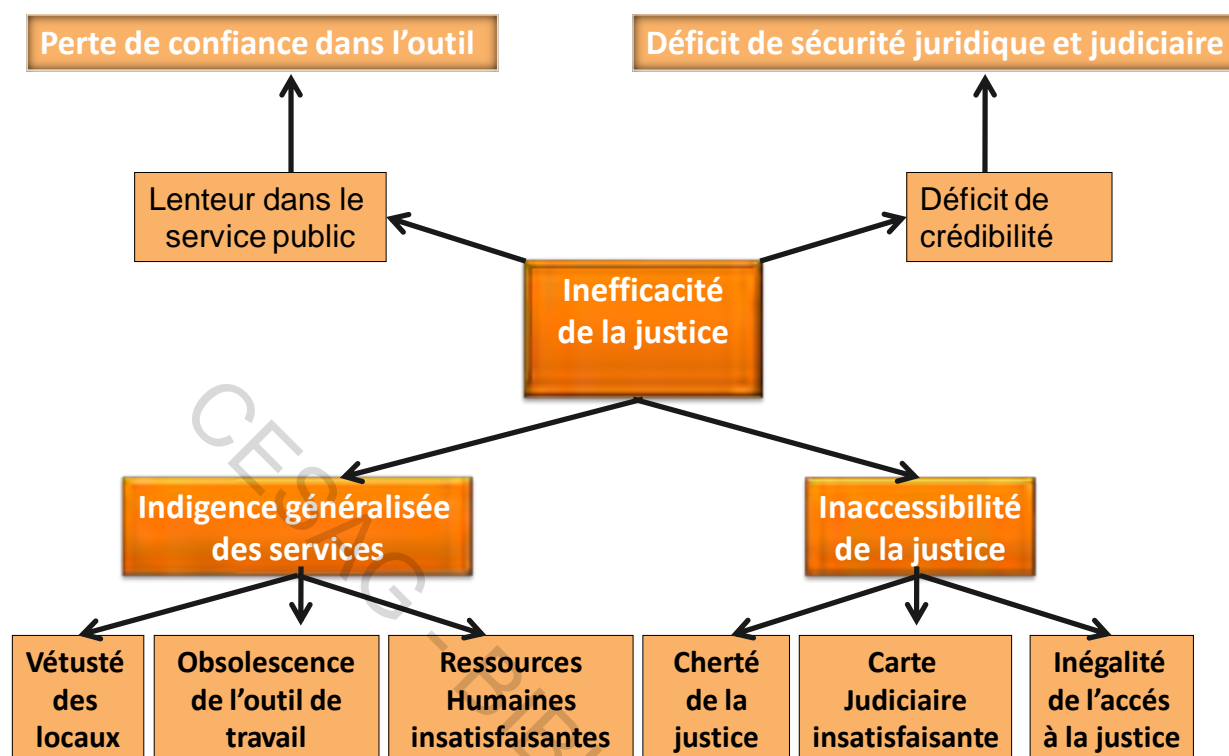 Perte de confiance dans l’outil
Déficit de sécurité juridique et judiciaire
Lenteur dans le
service public
Déficit de
crédibilité
Inefficacité
de la justice
Indigence généralisée
des services
Inaccessibilité
de la justice
Vétusté
des
locaux
Obsolescence
de l’outil de
travail
Ressources
Humaines
insatisfaisantes
Cherté
de la
justice
Carte
Judiciaire
insatisfaisante
Inégalité
de l’accés
à la justice
CESAG -